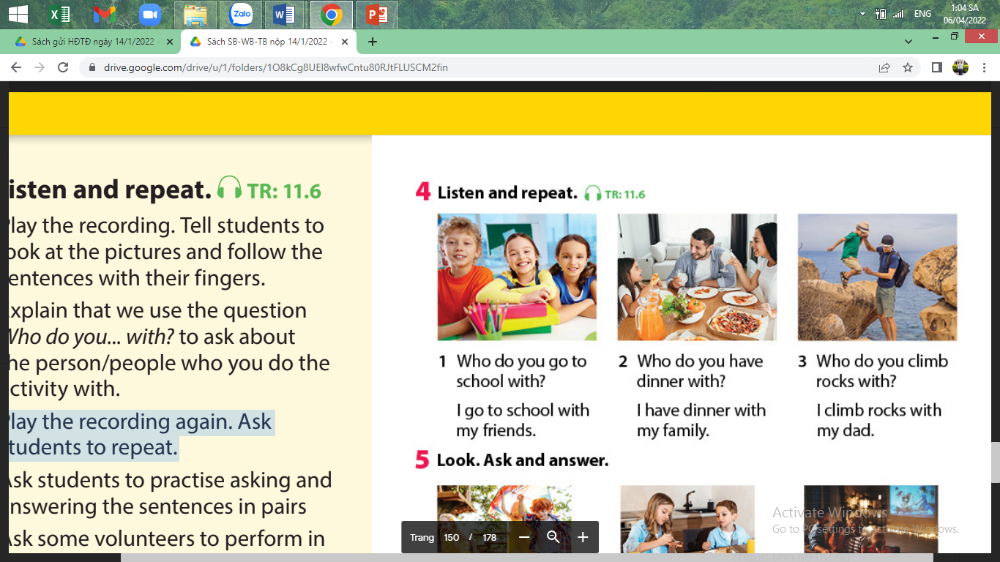 Zalo
ENG
1:04 SA
06/04/2022
Sách gửi HĐTĐ ngày 14/1/2022 -
Sách SB-WB-TB nộp 14/1/2022 -
drive.google.com/drive/u/1/folders/1O8kCg8UEl8wfwCntu80RJtFLUSCM2fin
isten and repeat. TR: 11.6
lay the recording. Tell students to
ook at the pictures and follow the
entences with their fingers.
xplain that we use the question
Who do you... with? to ask about
he person/people who you do the
ctivity with.
lay the recording again. Ask
tudents to repeat.
Ask students to practise asking and
nswering the sentences in pairs
Ask some volunteers to perform in
4 Listen and repeat. TR: 11.6
1 Who do you go to
school with?
I go to school with
my friends.
2 Who do you have
dinner with?
I have dinner with
my family.
3 Who do you climb
rocks with?
I climb rocks with
my dad.
5 Look. Ask and answer.
Activate Windows
Go to PC settings to activate Windows.
Trang 150 / 178